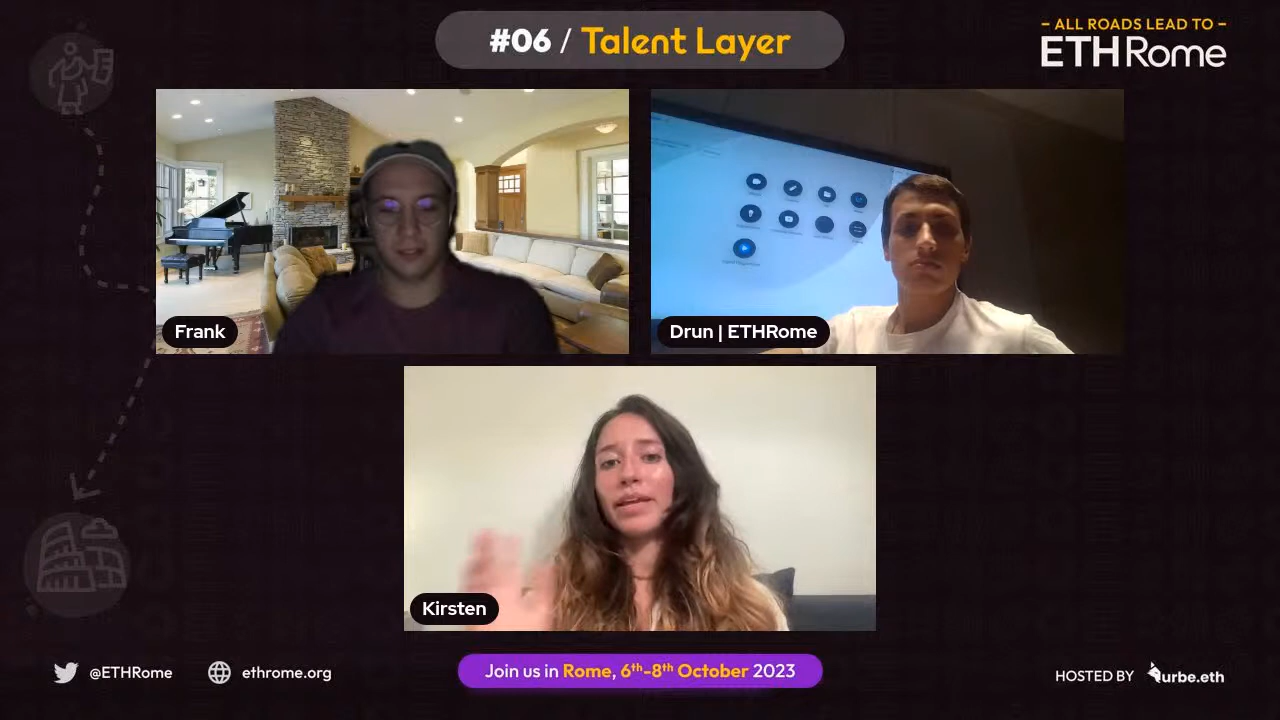 #06 / Talent Layer
– ALL ROADS LEAD TO –
ETHRome
Frank
Drun | ETHRome
Kirsten
@ETHRome
ethrome.org
Join us in Rome, 6th-8th October 2023
HOSTED BY urbe.eth